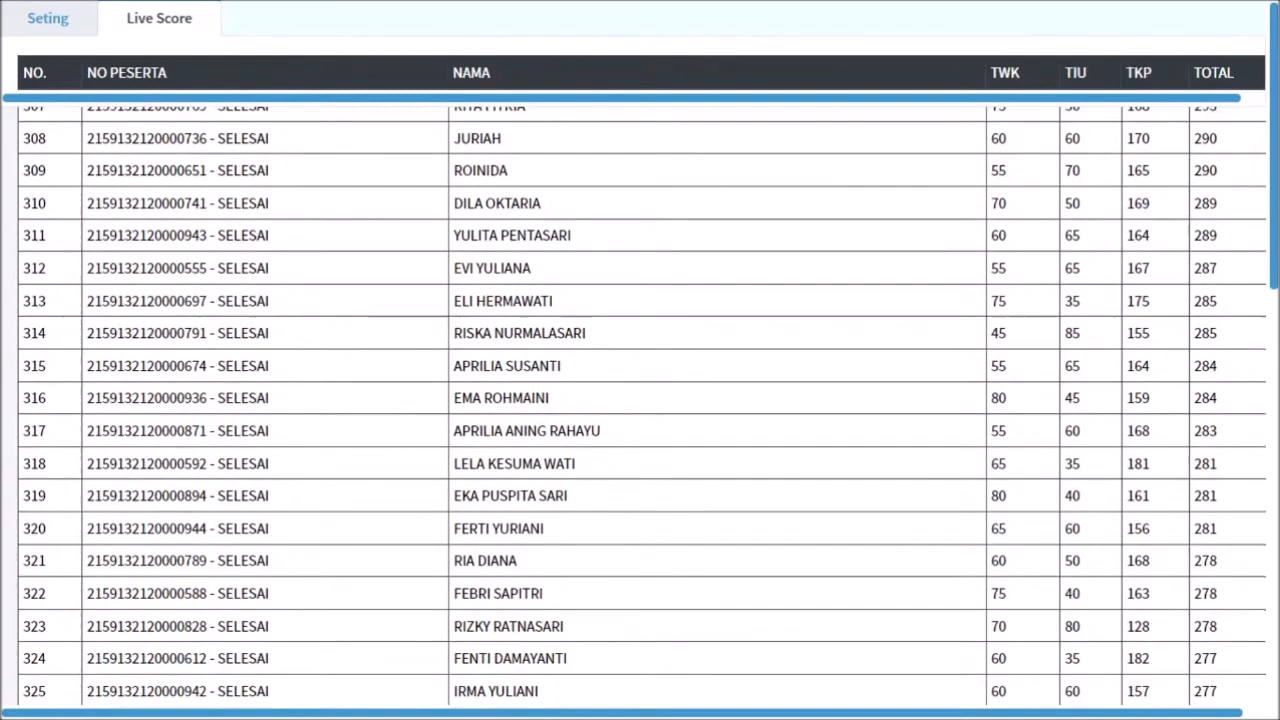 Seting Live Score
NO. NO PESERTA NAMA TWK TIU TKP TOTAL
308 2159132120000736 - SELESAI JURIAH 60 60 170 290
309 2159132120000651 - SELESAI ROINIDA 55 70 165 290
310 2159132120000741 - SELESAI DILA OKTARIA 70 50 169 289
311 2159132120000943 - SELESAI YULITA PENTASARI 60 65 164 289
312 2159132120000555 - SELESAI EVI YULIANA 55 65 167 287
313 2159132120000697 - SELESAI ELI HERMAWATI 75 35 175 285
314 2159132120000791 - SELESAI RISKA NURMALASARI 45 85 155 285
315 2159132120000674 - SELESAI APRILIA SUSANTI 55 65 164 284
316 2159132120000936 - SELESAI EMA ROHMAINI 80 45 159 284
317 2159132120000871 - SELESAI APRILIA ANING RAHAYU 55 60 168 283
318 2159132120000592 - SELESAI LELA KESUMA WATI 65 35 181 281
319 2159132120000894 - SELESAI EKA PUSPITA SARI 80 40 161 281
320 2159132120000944 - SELESAI FERTI YURIANI 65 60 156 281
321 2159132120000789 - SELESAI RIA DIANA 60 50 168 278
322 2159132120000588 - SELESAI FEBRI SAPITRI 75 40 163 278
323 2159132120000828 - SELESAI RIZKY RATNASARI 70 80 128 278
324 2159132120000612 - SELESAI FENTI DAMAYANTI 60 35 182 277
325 2159132120000942 - SELESAI IRMA YULIANI 60 60 157 277